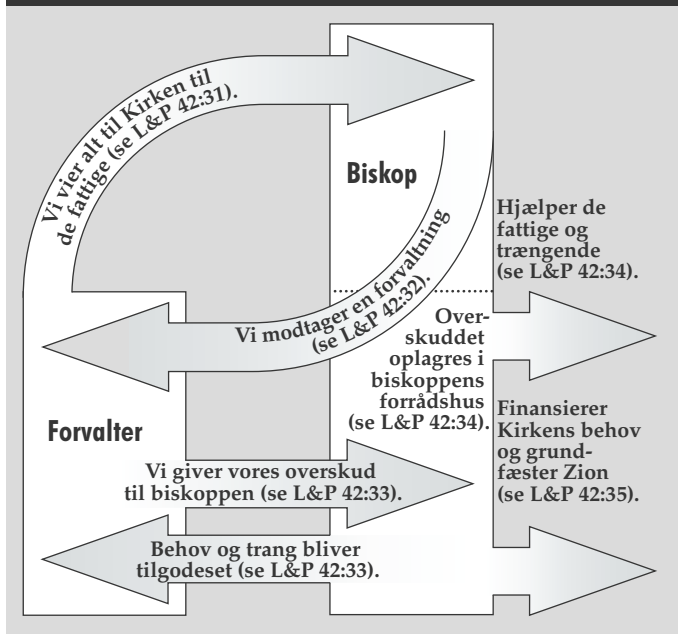 Vi vier alt til Kirken til
de fattige (se L&P 42:31).
Biskop
Vi modtager en forvaltning
(se L&P 42:32).
Hjælper de
fattige og
trængende
(se L&P 42:34).
Over-
skuddet
oplagres i
biskoppens
forrådshus
(se L&P 42:34).
Finansierer
Kirkens behov
og grund-
fæster Zion
(se L&P 42:35).
Forvalter
Vi giver vores overskud
til biskoppen (se L&P 42:33).
Behov og trang bliver
tilgodeset (se L&P 42:33).